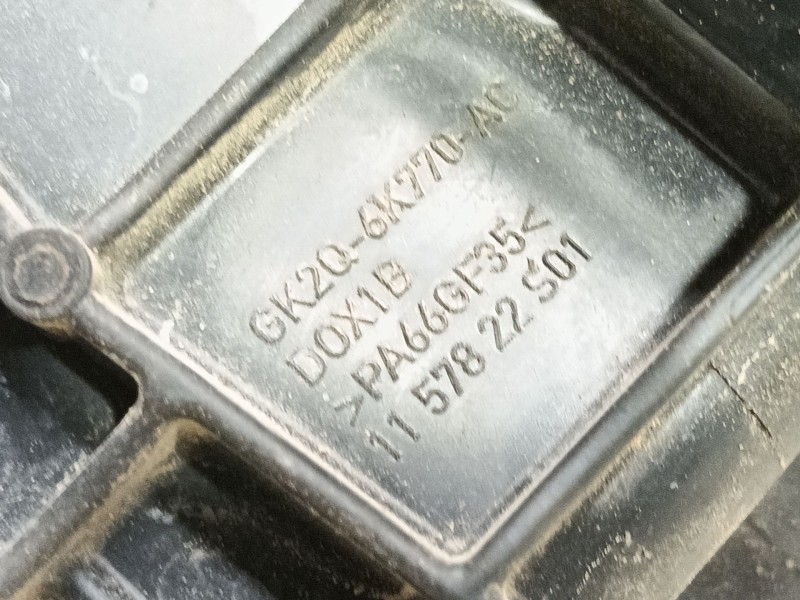 GK2Q-6K770-AC
DOX1B
>PA66GF35<
11 578 22 S01